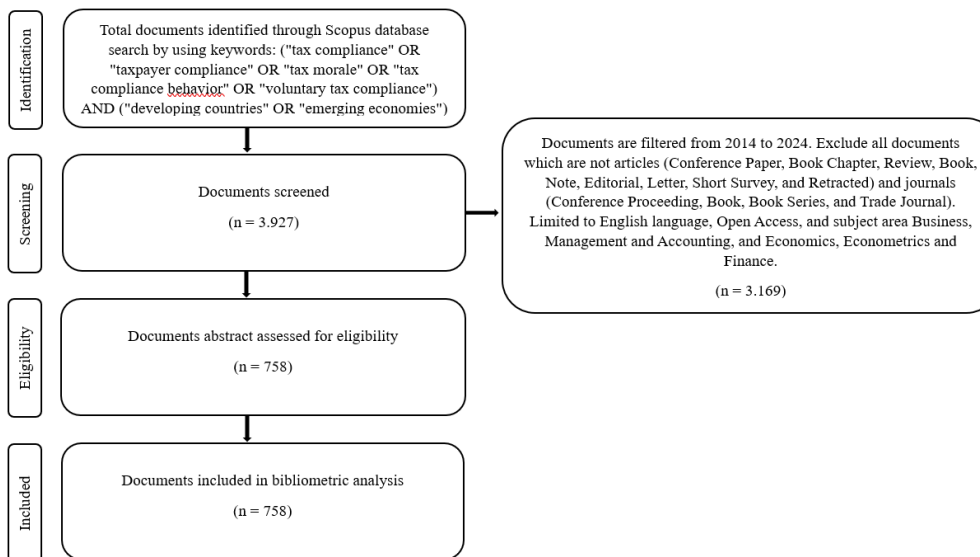 Identification
Total documents identified through Scopus database
search by using keywords: ("tax compliance" OR
"taxpayer compliance" OR "tax morale" OR "tax
compliance behavior" OR "voluntary tax compliance")
AND ("developing countries" OR "emerging economies")
Screening
Documents screened
(n = 3.927)
Documents are filtered from 2014 to 2024. Exclude all documents
which are not articles (Conference Paper, Book Chapter, Review, Book,
Note, Editorial, Letter, Short Survey, and Retracted) and journals
(Conference Proceeding, Book, Book Series, and Trade Journal).
Limited to English language, Open Access, and subject area Business,
Management and Accounting, and Economics, Econometrics and
Finance.
(n = 3.169)
Eligibility
Documents abstract assessed for eligibility
(n = 758)
Included
Documents included in bibliometric analysis
(n = 758)